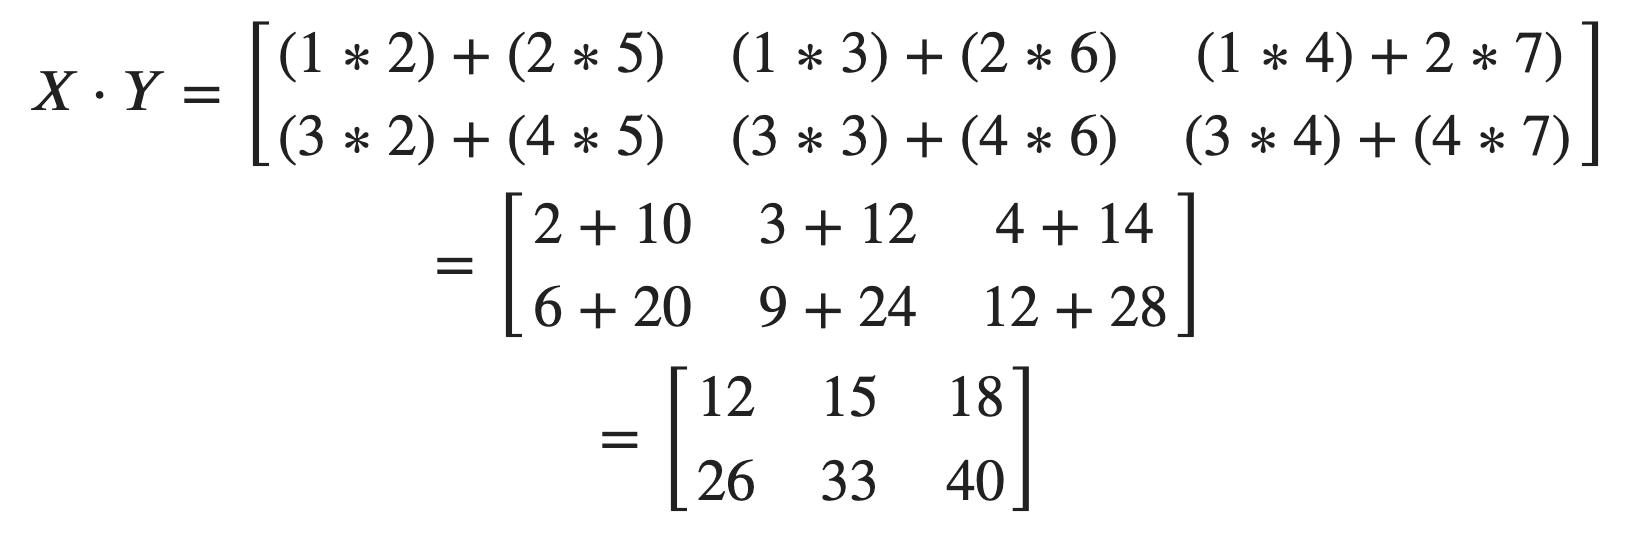 X · Y = [ (1 ∗ 2) + (2 ∗ 5) (1 ∗ 3) + (2 ∗ 6) (1 ∗ 4) + 2 ∗ 7)
(3 ∗ 2) + (4 ∗ 5) (3 ∗ 3) + (4 ∗ 6) (3 ∗ 4) + (4 ∗ 7) ]
= [ 2 + 10 3 + 12 4 + 14
6 + 20 9 + 24 12 + 28 ]
= [ 12 15 18
26 33 40 ]